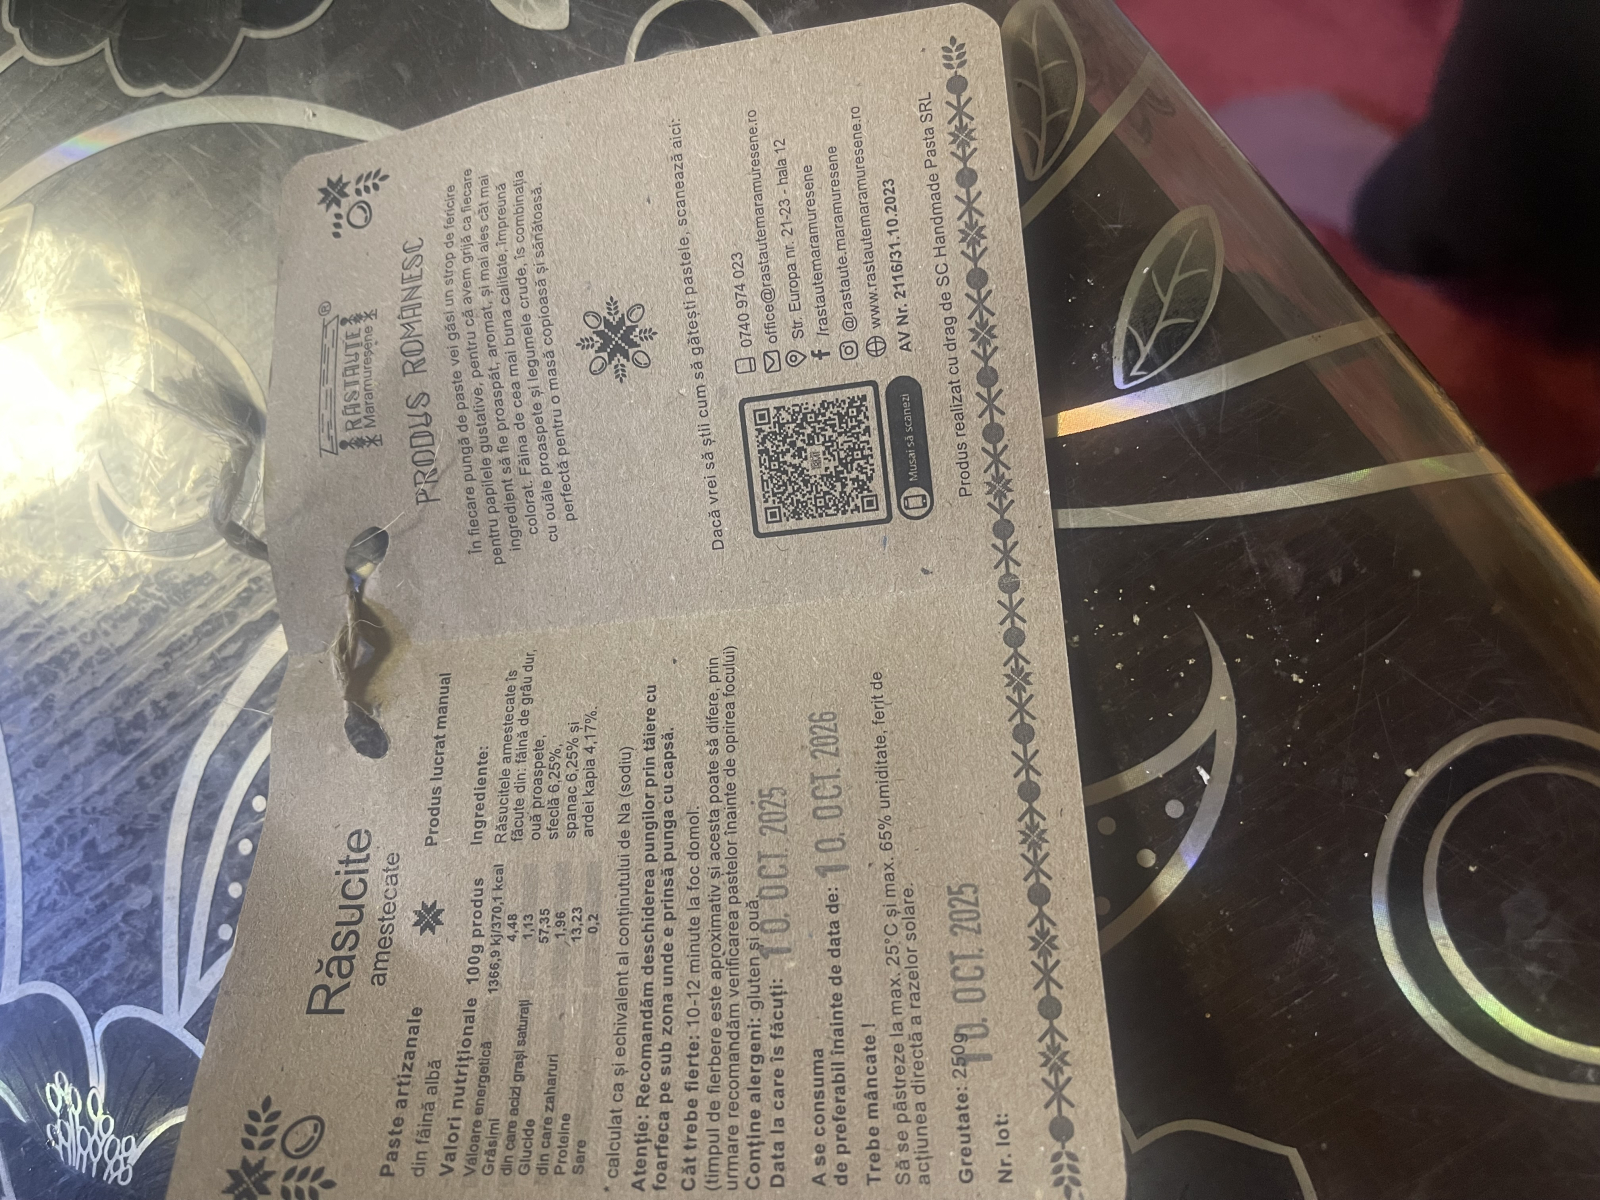 Răsucite
amestecate
Paste artizanale
din făină albă
Produs lucrat manual
Valori nutriționale 100g produs
Valoare energetică 1366,9 kj/370,1 kcal
Grăsimi 4,48
din care acizi grași saturați 1,13
Glucide 57,35
din care zaharuri 1,96
Proteine 13,23
Sare 0,2
Ingrediente:
Răsucitele amestecate îs
făcute din: făină de grâu dur,
ouă proaspete,
sfeclă 6,25%,
spanac 6,25% și
ardei kapia 4,17%.
* calculat ca și echivalent al conținutului de Na (sodiu)
Atenție: Recomandăm deschiderea pungilor prin tăiere cu
foarfeca pe sub zona unde e prinsă punga cu capsă.
Cât trebe fierte: 10-12 minute la foc domol.
(timpul de fierbere este aproximativ și acesta poate să difere, prin
urmare recomandăm verificarea pastelor înainte de oprirea focului)
Conține alergeni: gluten și ouă.
Data la care îs făcuți: 10. OCT. 2025
A se consuma
de preferabil înainte de data de: 10. OCT. 2026
Trebe mâncate !
Să se păstreze la max. 25°C și max. 65% umiditate, ferit de
acțiunea directă a razelor solare.
Greutate: 250g
Nr. lot: 10. OCT. 2025
RĂSTĂUȚE®
Maramureșene
PRODUS ROMÂNESC
În fiecare pungă de paste vei găsi un strop de fericire
pentru papilele gustative, pentru că avem grijă ca fiecare
ingredient să fie proaspăt, aromat, și mai ales cât mai
colorat. Făina de cea mai buna calitate, împreună
cu ouăle proaspete și legumele crude, îs combinația
perfectă pentru o masă copioasă și sănătoasă.
Dacă vrei să știi cum să gătești pastele, scanează aici:
Musai să scanezi
0740 974 023
office@rastautemaramuresene.ro
Str. Europa nr. 21-23 - hala 12
/rastautemaramuresene
@rastaute.maramuresene
www.rastautemaramuresene.ro
AV Nr. 2116/31.10.2023
Produs realizat cu drag de SC Handmade Pasta SRL